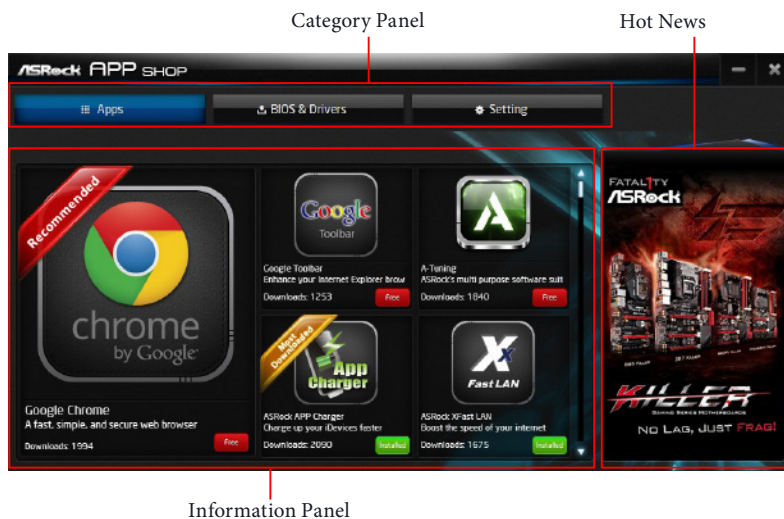 Category Panel
Hot News
ASRock APP SHOP
Apps
BIOS & Drivers
Setting
Recommended
chrome
by Google
Google Chrome
A fast, simple, and secure web browser
Downloads: 1994
Free
Google
Toolbar
Google Toolbar
Enhance your Internet Explorer brow
Downloads: 1253
Free
A-Tuning
ASRock's multi purpose software suit
Downloads: 1840
Free
Most Downloaded
App
Charger
ASRock APP Charger
Charge up your iDevices faster
Downloads: 2090
Installed
X
Fast LAN
ASRock XFast LAN
Boost the speed of your internet
Downloads: 1675
Installed
FATAL1TY
ASRock
KILLER
GAMING SERIES MOTHERBOARDS
NO LAG, JUST FRAG!
Information Panel